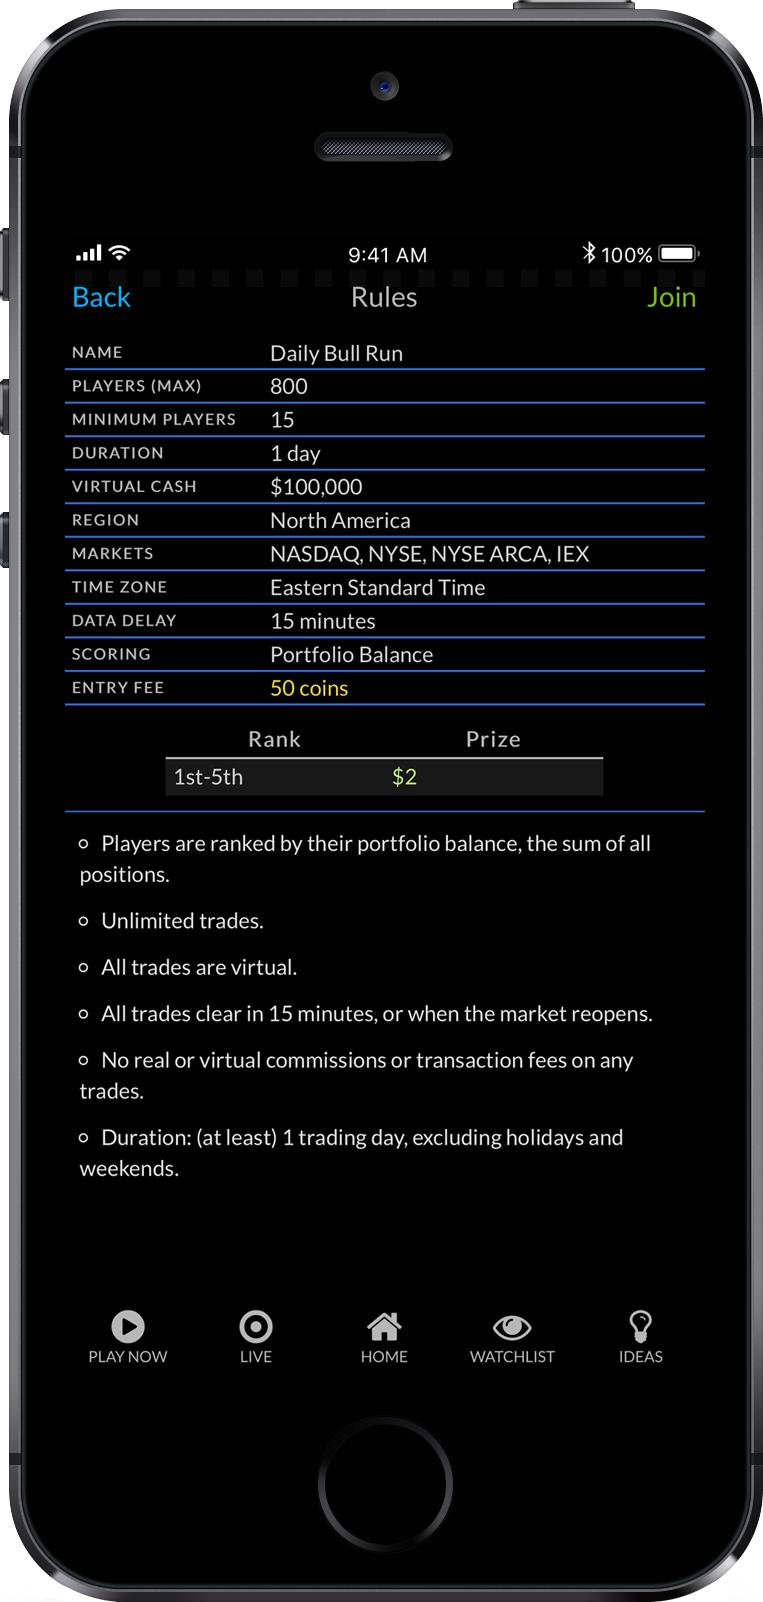 9:41 AM 100%
Back Rules Join
NAME Daily Bull Run
PLAYERS (MAX) 800
MINIMUM PLAYERS 15
DURATION 1 day
VIRTUAL CASH $100,000
REGION North America
MARKETS NASDAQ, NYSE, NYSE ARCA, IEX
TIME ZONE Eastern Standard Time
DATA DELAY 15 minutes
SCORING Portfolio Balance
ENTRY FEE 50 coins
Rank Prize
1st-5th $2
Players are ranked by their portfolio balance, the sum of all
positions.
Unlimited trades.
All trades are virtual.
All trades clear in 15 minutes, or when the market reopens.
No real or virtual commissions or transaction fees on any
trades.
Duration: (at least) 1 trading day, excluding holidays and
weekends.
PLAY NOW LIVE HOME WATCHLIST IDEAS